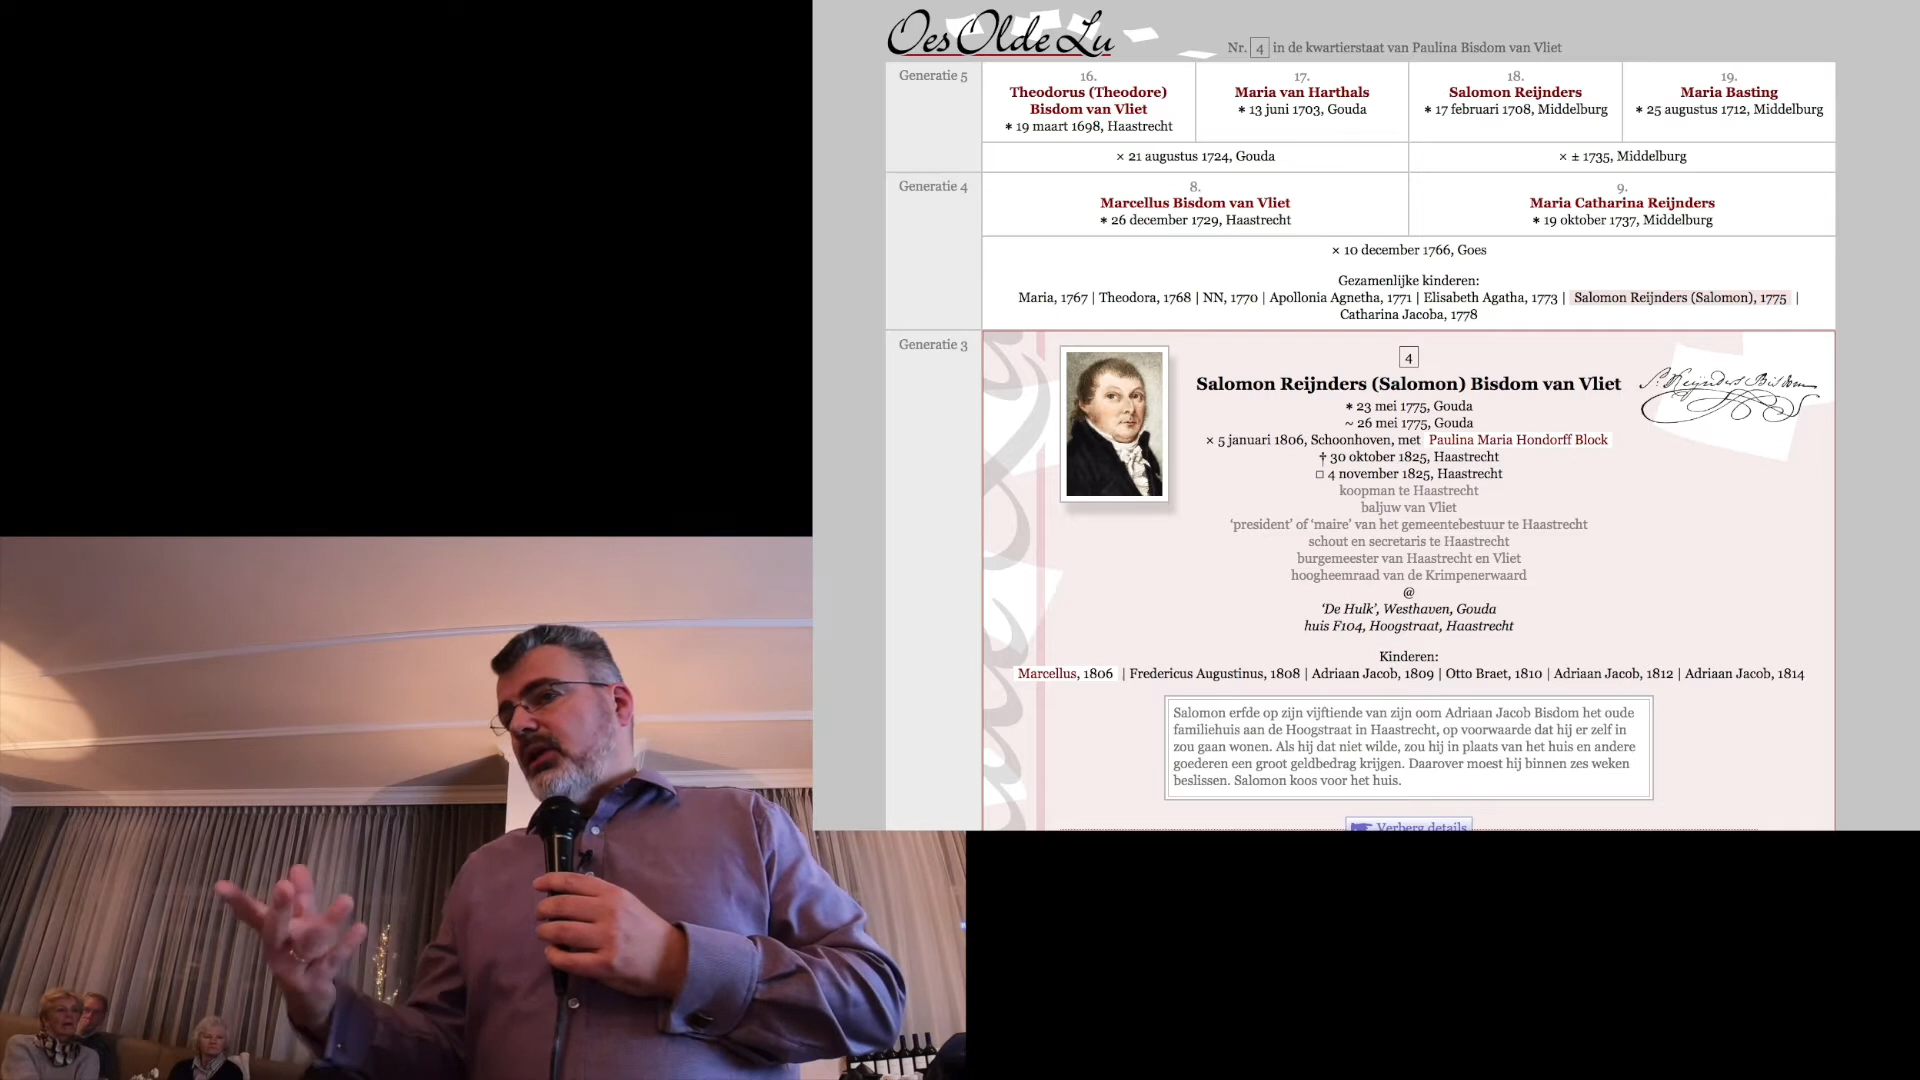 Oes Olde Lu
Nr. 4 in de kwartierstaat van Paulina Bisdom van Vliet
Generatie 5
16.
Theodorus (Theodore)
Bisdom van Vliet
* 19 maart 1698, Haastrecht
17.
Maria van Harthals
* 13 juni 1703, Gouda
18.
Salomon Reijnders
* 17 februari 1708, Middelburg
19.
Maria Basting
* 25 augustus 1712, Middelburg
× 21 augustus 1724, Gouda
× ± 1735, Middelburg
Generatie 4
8.
Marcellus Bisdom van Vliet
* 26 december 1729, Haastrecht
9.
Maria Catharina Reijnders
* 19 oktober 1737, Middelburg
× 10 december 1766, Goes
Gezamenlijke kinderen:
Maria, 1767 | Theodora, 1768 | NN, 1770 | Apollonia Agnetha, 1771 | Elisabeth Agatha, 1773 | Salomon Reijnders (Salomon), 1775 |
Catharina Jacoba, 1778
Generatie 3
4
Salomon Reijnders (Salomon) Bisdom van Vliet
S. Reijnders Bisdom
* 23 mei 1775, Gouda
~ 26 mei 1775, Gouda
× 5 januari 1806, Schoonhoven, met Paulina Maria Hondorff Block
† 30 oktober 1825, Haastrecht
□ 4 november 1825, Haastrecht
koopman te Haastrecht
baljuw van Vliet
‘president’ of ‘maire’ van het gemeentebestuur te Haastrecht
schout en secretaris te Haastrecht
burgemeester van Haastrecht en Vliet
hoogheemraad van de Krimpenerwaard
@
‘De Hulk’, Westhaven, Gouda
huis F104, Hoogstraat, Haastrecht
Kinderen:
Marcellus, 1806 | Fredericus Augustinus, 1808 | Adriaan Jacob, 1809 | Otto Braet, 1810 | Adriaan Jacob, 1812 | Adriaan Jacob, 1814
Salomon erfde op zijn vijftiende van zijn oom Adriaan Jacob Bisdom het oude
familiehuis aan de Hoogstraat in Haastrecht, op voorwaarde dat hij er zelf in
zou gaan wonen. Als hij dat niet wilde, zou hij in plaats van het huis en andere
goederen een groot geldbedrag krijgen. Daarover moest hij binnen zes weken
beslissen. Salomon koos voor het huis.
Verberg details